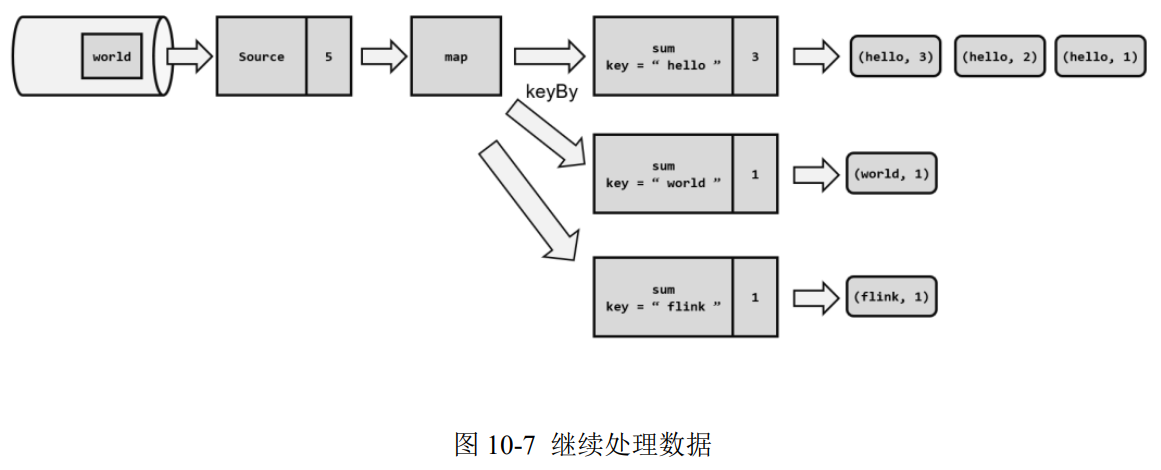 world
Source
5
map
keyBy
sum
key = “ hello ”
3
(hello, 3)
(hello, 2)
(hello, 1)
sum
key = “ world ”
1
(world, 1)
sum
key = “ flink ”
1
(flink, 1)
图 10-7 继续处理数据